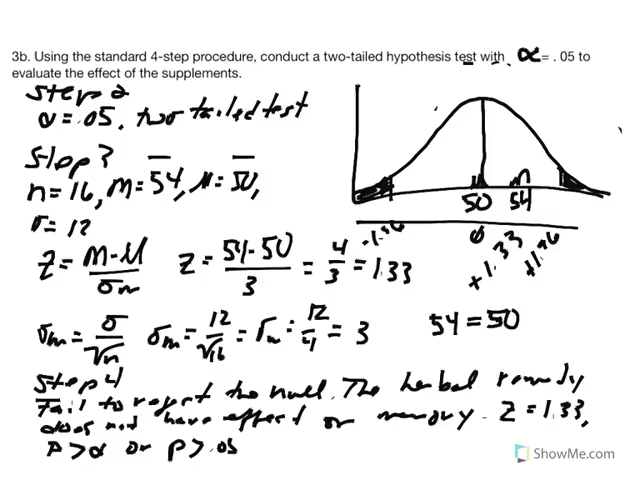 3b. Using the standard 4-step procedure, conduct a two-tailed hypothesis test with α = .05 to
evaluate the effect of the supplements.
Step 2
α = .05, two tailed test
Step 3
n = 16, M = 54, μ = 50,
σ = 12
z = M - μ / σm z = 54 - 50 / 3 = 4 / 3 = 1.33
σm = σ / √n σm = 12 / √16 = σm = 12 / 4 = 3
50 54
-1.96 0 +1.33 +1.96
54 = 50
Step 4
Fail to reject the null. The herbal remedy
does not have effect or memory. Z = 1.33,
P > α or P > .05
ShowMe.com